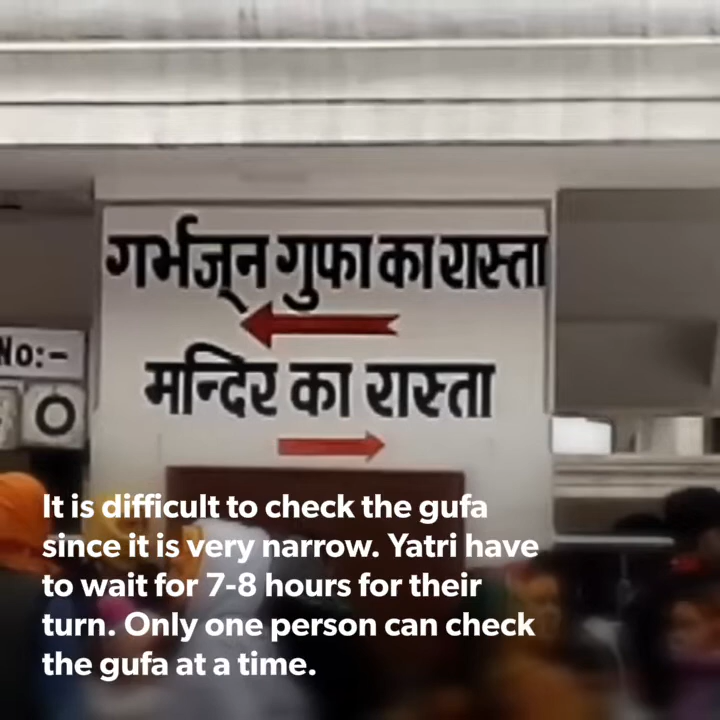 गर्भजून गुफा का रास्ता
No:-
मन्दिर का रास्ता
0
It is difficult to check the gufa
since it is very narrow. Yatri have
to wait for 7-8 hours for their
turn. Only one person can check
the gufa at a time.